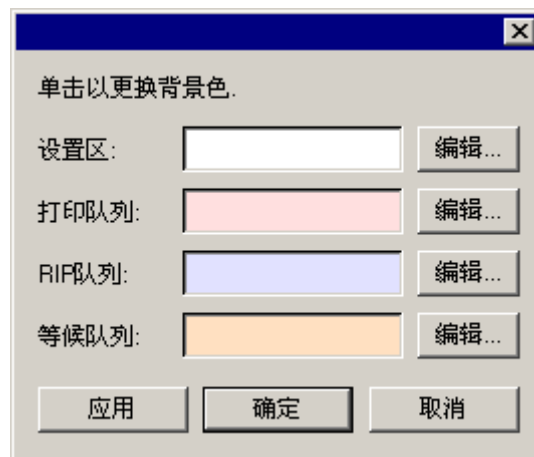 单击以更换背景色.
设置区: 编辑...
打印队列: 编辑...
RIP队列: 编辑...
等候队列: 编辑...
应用 确定 取消